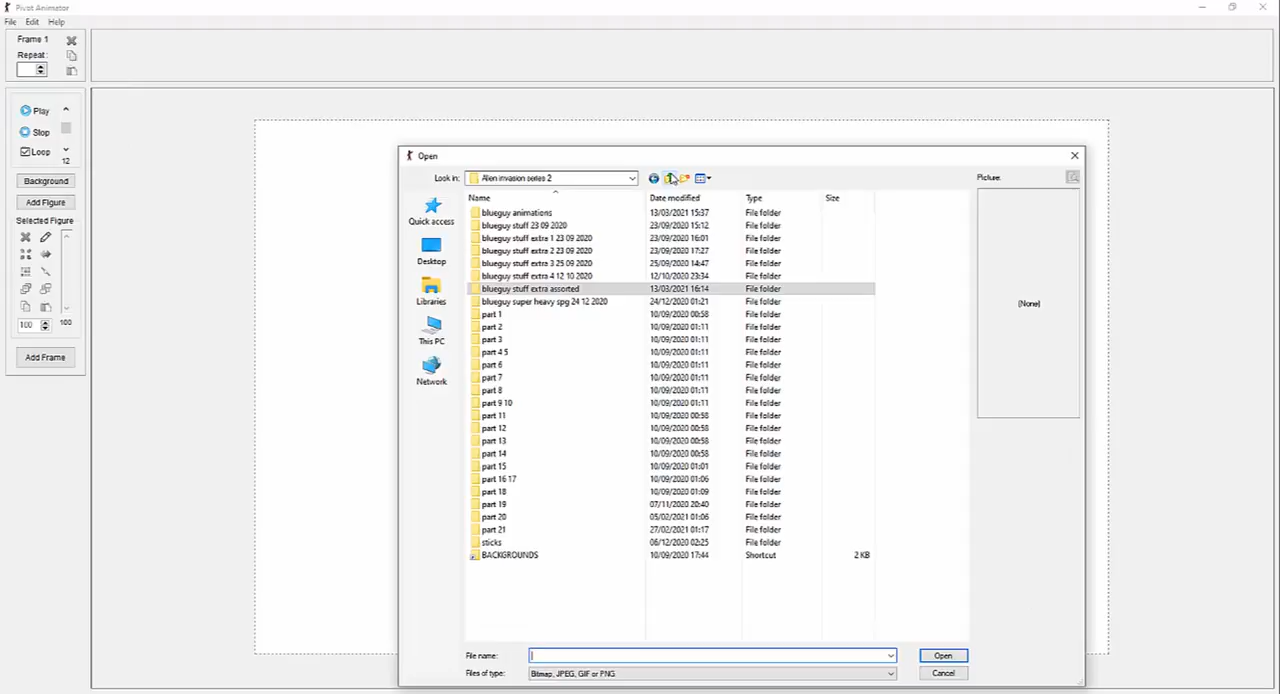 Pivot Animator
File Edit Help
Frame 1
Repeat:
Play
Stop
Loop
12
Background
Add Figure
Selected Figure
100 100
Add Frame
Open
Look in: Alien invasion series 2
Picture:
Name Date modified Type Size
Quick access
Desktop
Libraries
This PC
Network
blueguy animations 13/03/2021 15:37 File folder
blueguy stuff 23 09 2020 23/09/2020 15:12 File folder
blueguy stuff extra 1 23 09 2020 23/09/2020 16:01 File folder
blueguy stuff extra 2 23 09 2020 23/09/2020 17:27 File folder
blueguy stuff extra 3 25 09 2020 25/09/2020 14:47 File folder
blueguy stuff extra 4 12 10 2020 12/10/2020 23:34 File folder
blueguy stuff extra assorted 13/03/2021 16:14 File folder
blueguy super heavy spg 24 12 2020 24/12/2020 01:21 File folder
part 1 10/09/2020 00:58 File folder
part 2 10/09/2020 01:11 File folder
part 3 10/09/2020 01:11 File folder
part 4 5 10/09/2020 01:11 File folder
part 6 10/09/2020 01:11 File folder
part 7 10/09/2020 01:11 File folder
part 8 10/09/2020 01:11 File folder
part 9 10 10/09/2020 01:11 File folder
part 11 10/09/2020 00:58 File folder
part 12 10/09/2020 00:58 File folder
part 13 10/09/2020 00:58 File folder
part 14 10/09/2020 00:58 File folder
part 15 10/09/2020 01:01 File folder
part 16 17 10/09/2020 01:06 File folder
part 18 10/09/2020 01:09 File folder
part 19 07/11/2020 20:40 File folder
part 20 05/02/2021 01:06 File folder
part 21 27/02/2021 01:17 File folder
sticks 06/12/2020 02:25 File folder
BACKGROUNDS 10/09/2020 17:44 Shortcut 2 KB
(None)
File name: Open
Files of type: Bitmap, JPEG, GIF or PNG Cancel